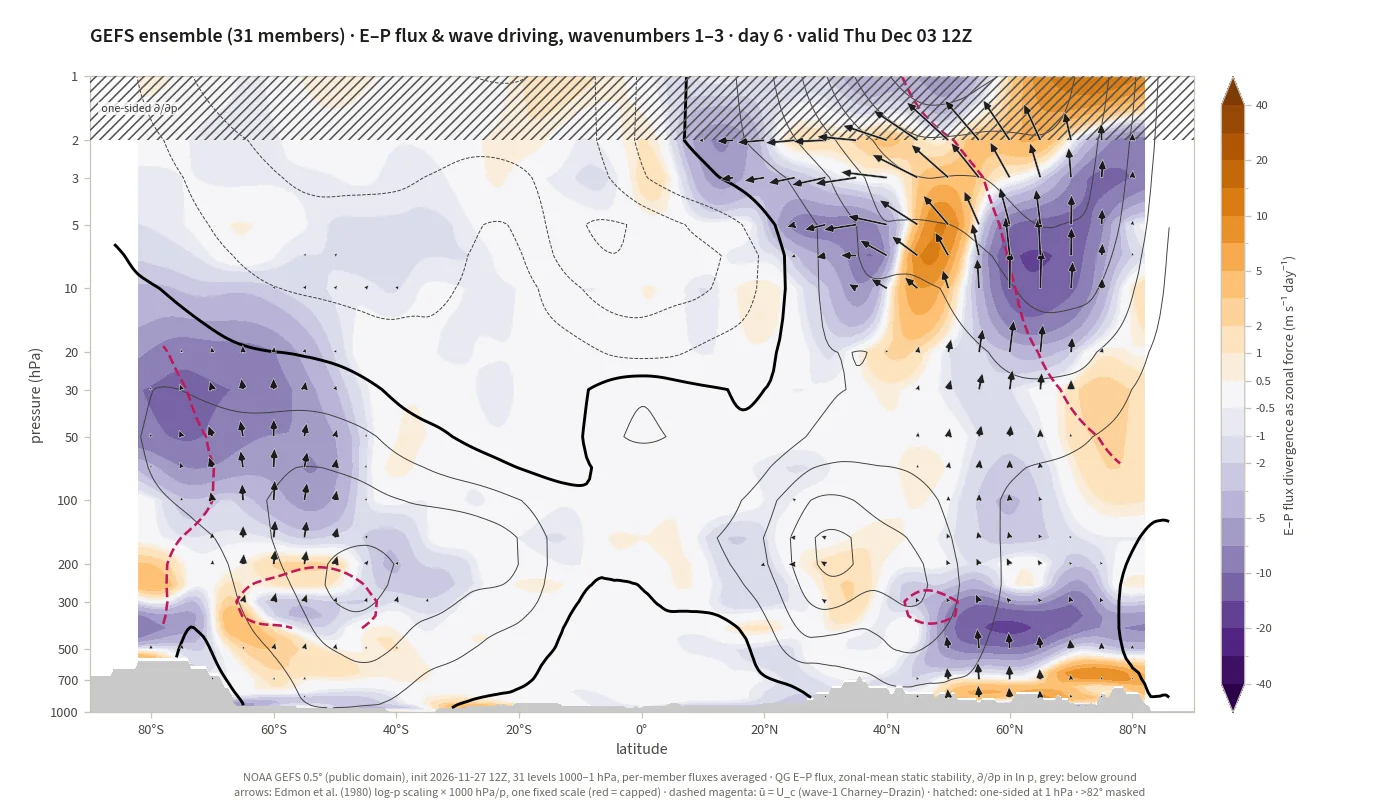 GEFS ensemble (31 members) · E–P flux & wave driving, wavenumbers 1–3 · day 6 · valid Thu Dec 03 12Z
one-sided ∂/∂p
1
2
3
5
10
20
30
50
100
200
300
500
700
1000
pressure (hPa)
80°S
60°S
40°S
20°S
0°
20°N
40°N
60°N
80°N
latitude
40
20
10
5
2
1
0.5
-0.5
-1
-2
-5
-10
-20
-40
E–P flux divergence as zonal force (m s⁻¹ day⁻¹)
NOAA GEFS 0.5° (public domain), init 2026-11-27 12Z, 31 levels 1000–1 hPa, per-member fluxes averaged · QG E–P flux, zonal-mean static stability, ∂/∂p in ln p, grey: below ground
arrows: Edmon et al. (1980) log-p scaling × 1000 hPa/p, one fixed scale (red = capped) · dashed magenta: ū = U_c (wave-1 Charney–Drazin) · hatched: one-sided at 1 hPa · >82° masked